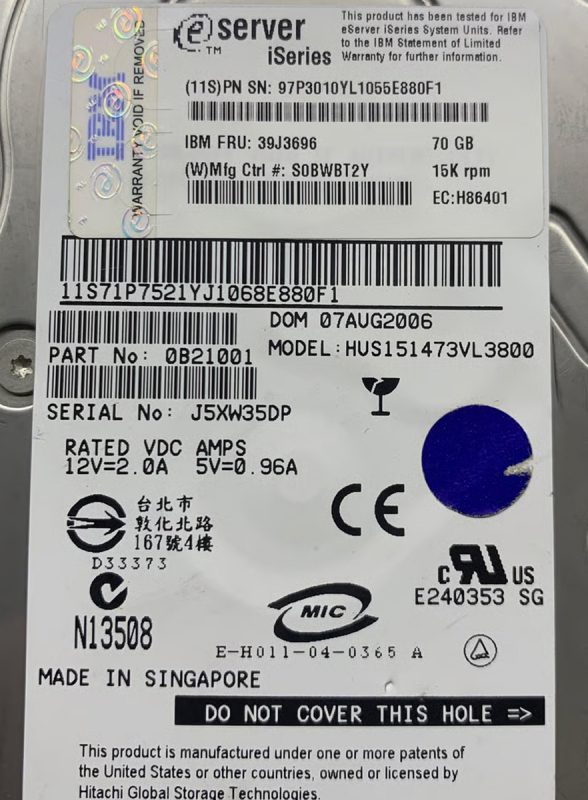 e server
™
iSeries
This product has been tested for IBM
eServer iSeries System Units. Refer
to the IBM Statement of Limited
Warranty for further information.
IBM
WARRANTY VOID IF REMOVED
(11S)PN SN: 97P3010YL1055E880F1
IBM FRU: 39J3696 70 GB
(W)Mfg Ctrl #: S0BWBT2Y 15K rpm
EC:H86401
11S71P7521YJ1068E880F1
DOM 07AUG2006
PART No: 0B21001 MODEL:HUS151473VL3800
SERIAL No: J5XW35DP
RATED VDC AMPS
12V=2.0A 5V=0.96A
台北市
敦化北路
167號4樓
D33373
CE
N13508
c RU US
E240353 SG
MIC
E-H011-04-0365 A
MADE IN SINGAPORE
DO NOT COVER THIS HOLE =>
This product is manufactured under one or more patents of
the United States or other countries, owned or licensed by
Hitachi Global Storage Technologies.